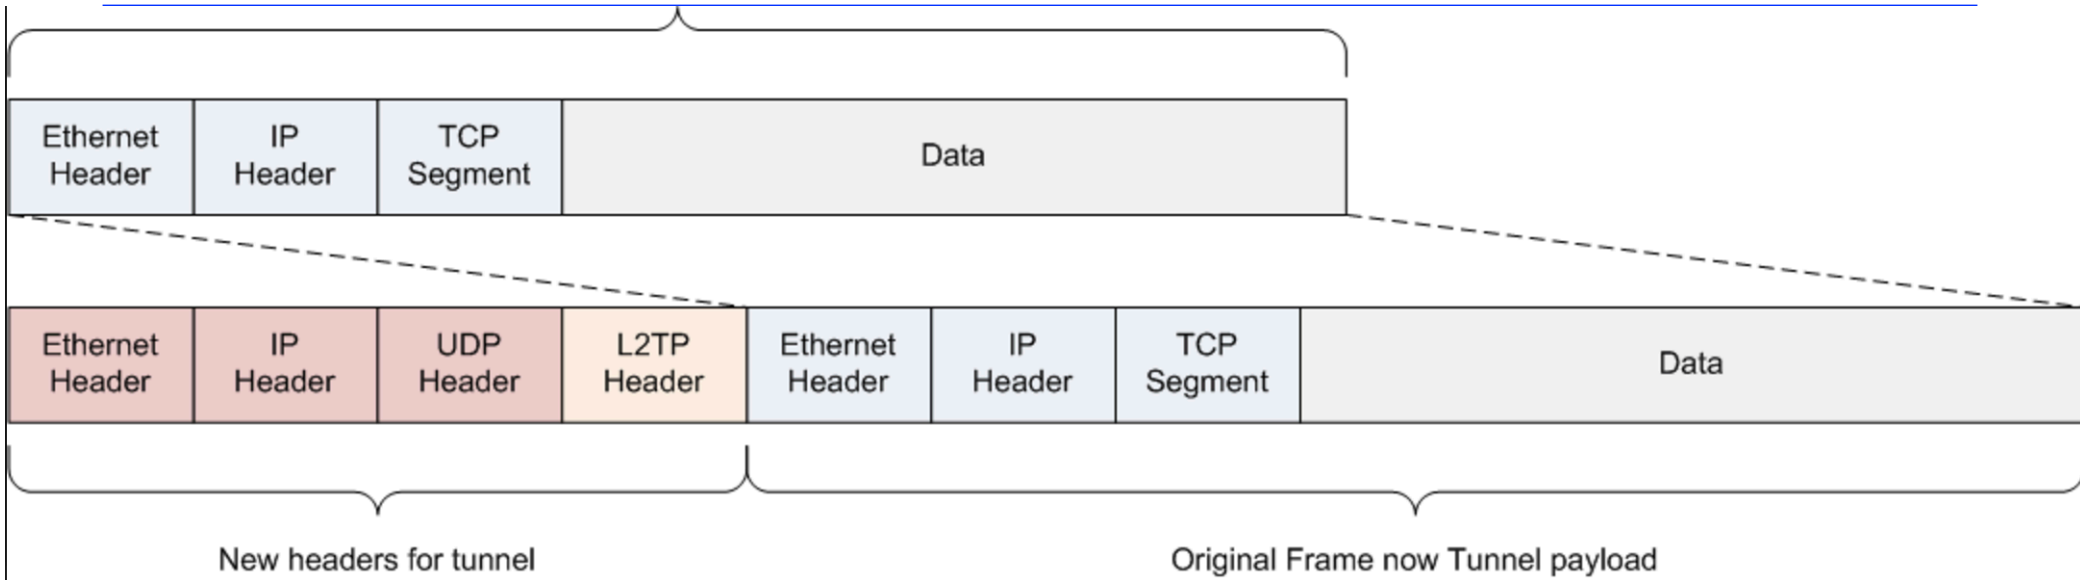 Ethernet
Header
IP
Header
TCP
Segment
Data
Ethernet
Header
IP
Header
UDP
Header
L2TP
Header
Ethernet
Header
IP
Header
TCP
Segment
Data
New headers for tunnel
Original Frame now Tunnel payload